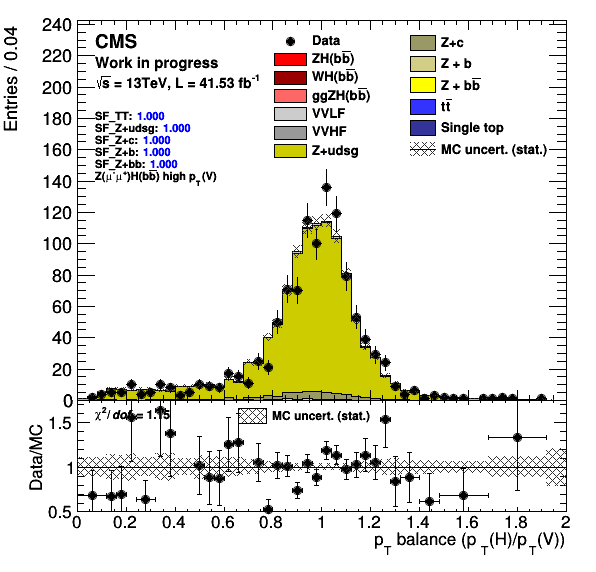 CMS
Work in progress
√s = 13TeV, L = 41.53 fb⁻¹
SF_TT: 1.000
SF_Z+udsg: 1.000
SF_Z+c: 1.000
SF_Z+b: 1.000
SF_Z+bb: 1.000
Z(μ⁻μ⁺)H(bb̅) high p_T(V)
Data
ZH(bb̅)
WH(bb̅)
ggZH(bb̅)
VVLF
VVHF
Z+udsg
Z+c
Z + b
Z + bb̅
tt̅
Single top
MC uncert. (stat.)
Entries / 0.04
240
220
200
180
160
140
120
100
80
60
40
20
0
χ²/dof = 1.15
MC uncert. (stat.)
Data/MC
1.5
1
0.5
0 0.2 0.4 0.6 0.8 1 1.2 1.4 1.6 1.8 2
p_T balance (p_T(H)/p_T(V))